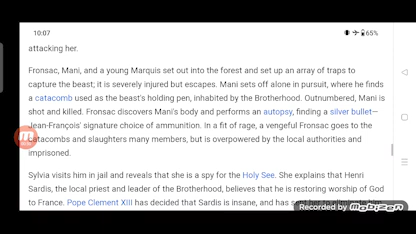 10:07
65%
attacking her.
Fronsac, Mani, and a young Marquis set out into the forest and set up an array of traps to
capture the beast; it is severely injured but escapes. Mani sets off alone in pursuit, where he finds
a catacomb used as the beast's holding pen, inhabited by the Brotherhood. Outnumbered, Mani is
shot and killed. Fronsac discovers Mani's body and performs an autopsy, finding a silver bullet—
Jean-François' signature choice of ammunition. In a fit of rage, a vengeful Fronsac goes to the
catacombs and slaughters many members, but is overpowered by the local authorities and
imprisoned.
Sylvia visits him in jail and reveals that she is a spy for the Holy See. She explains that Henri
Sardis, the local priest and leader of the Brotherhood, believes that he is restoring worship of God
to France. Pope Clement XIII has decided that Sardis is insane, and has sent her to eliminate him
Recorded by Mobizen